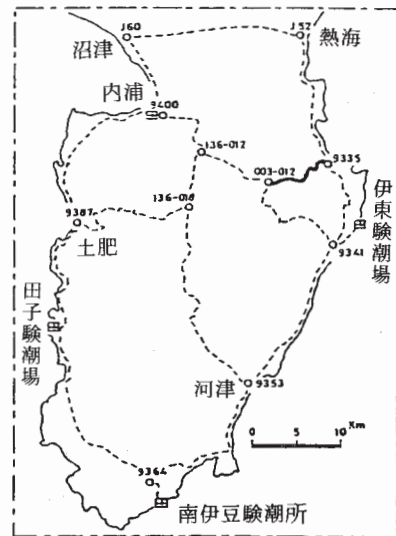 J60
J52
沼津
熱海
内浦
9400
136-012
003-012
9335
136-018
9387
土肥
伊東験潮場
9341
田子験潮場
河津
9353
0 5 10 Km
9364
南伊豆験潮所